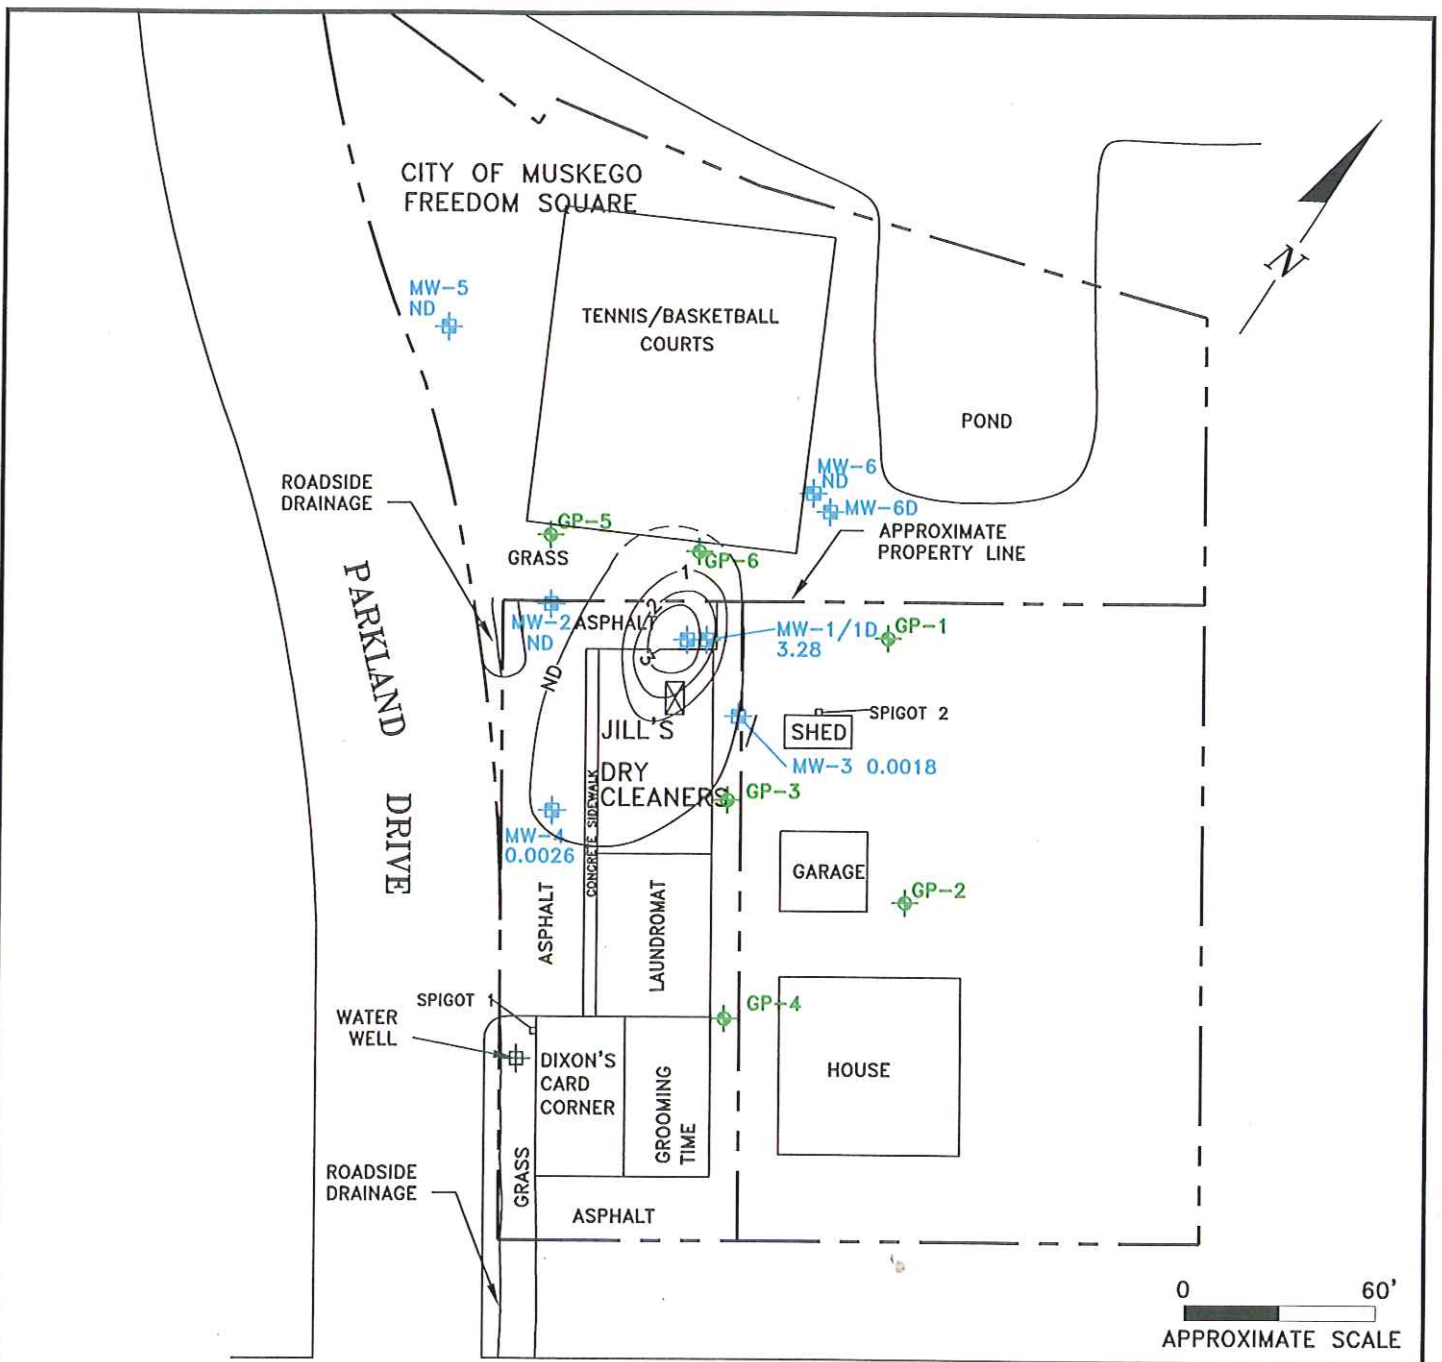 CITY OF MUSKEGO
FREEDOM SQUARE
N
MW-5
ND
TENNIS/BASKETBALL
COURTS
POND
MW-6
ND
MW-6D
ROADSIDE
DRAINAGE
GP-5
GRASS
GP-6
APPROXIMATE
PROPERTY LINE
PARKLAND DRIVE
1
2
3
ND
MW-2
ND
ASPHALT
MW-1/1D
3.28
GP-1
SPIGOT 2
SHED
JILL'S
DRY
CLEANERS
MW-3 0.0018
GP-3
MW-4
0.0026
CONCRETE SIDEWALK
GARAGE
GP-2
ASPHALT
LAUNDROMAT
SPIGOT 1
GP-4
WATER
WELL
DIXON'S
CARD
CORNER
GROOMING
TIME
HOUSE
GRASS
ROADSIDE
DRAINAGE
ASPHALT
0 60'
APPROXIMATE SCALE